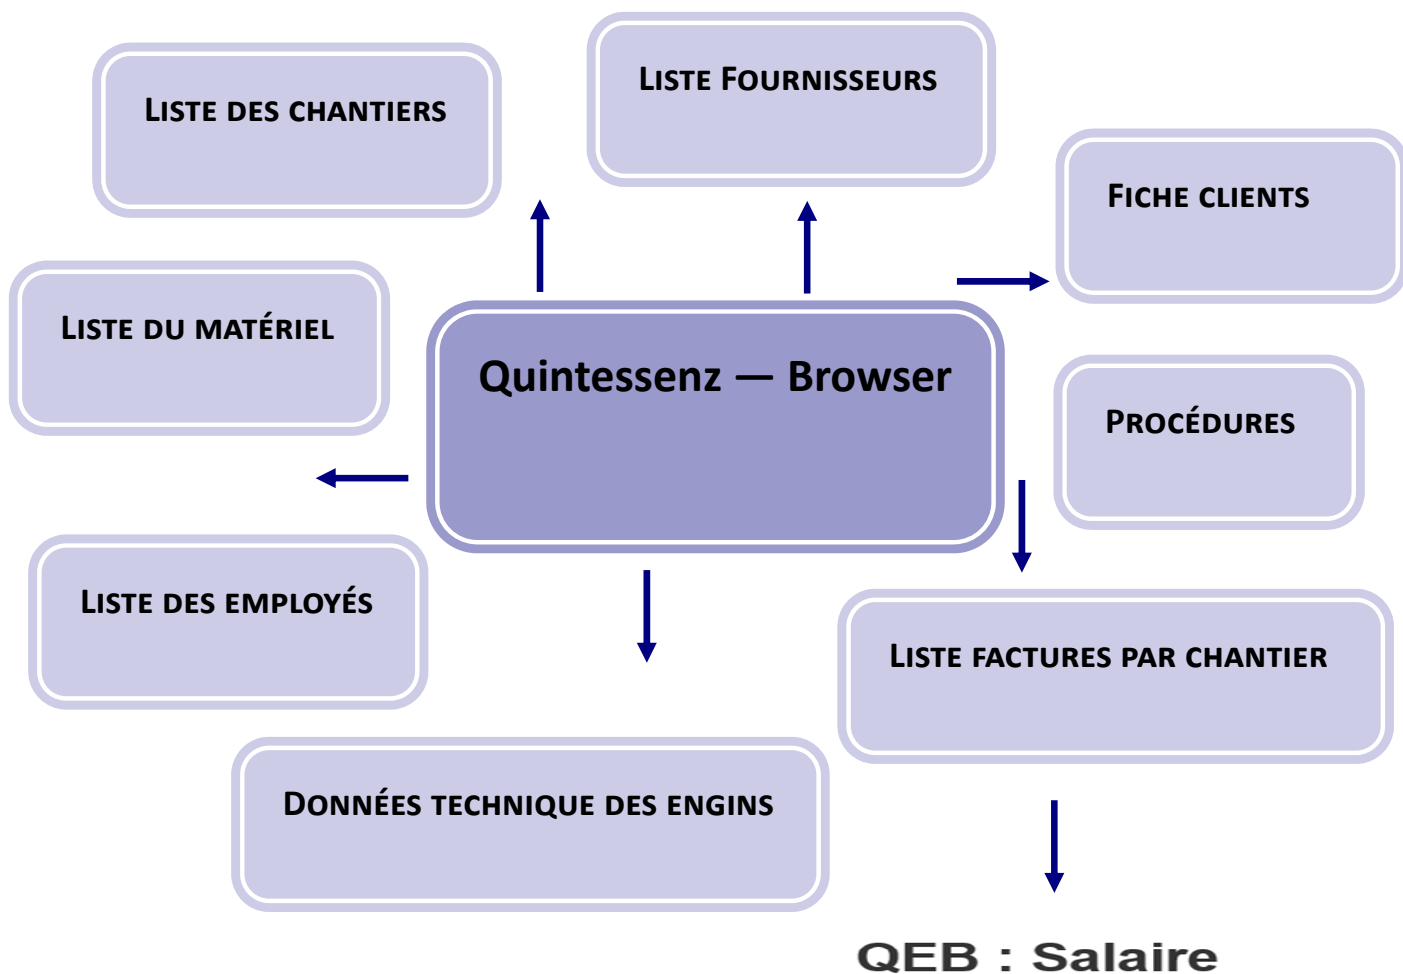 Liste Fournisseurs
Liste des chantiers
Fiche clients
Liste du matériel
Quintessenz — Browser
Procédures
Liste des employés
Liste factures par chantier
Données technique des engins
QEB : Salaire